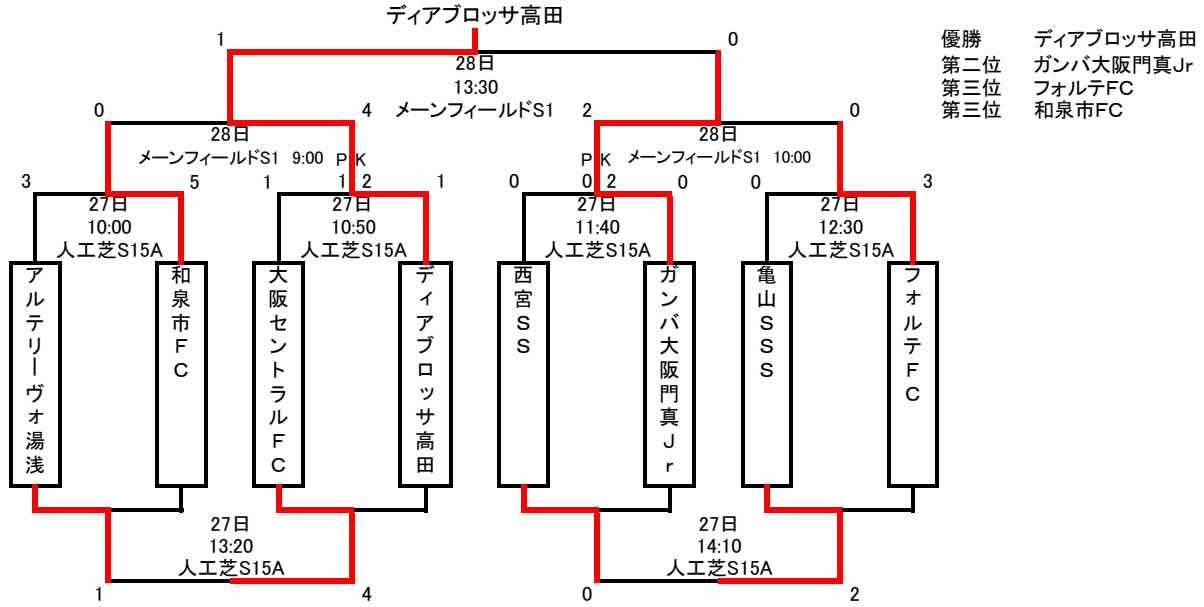 ディアブロッサ高田
1
0
28日
13:30
メーンフィールドS1
優勝 ディアブロッサ高田
第二位 ガンバ大阪門真Jr
第三位 フォルテFC
第三位 和泉市FC
0
4
2
0
28日
メーンフィールドS1 9:00
28日
メーンフィールドS1 10:00
PK
PK
3
5
1
1 2
1
0
0 2
0
0
3
27日
10:00
人工芝S15A
27日
10:50
人工芝S15A
27日
11:40
人工芝S15A
27日
12:30
人工芝S15A
アルテリーヴォ湯浅
和泉市FC
大阪セントラルFC
ディアブロッサ高田
西宮SS
ガンバ大阪門真Jr
亀山SSS
フォルテFC
27日
13:20
人工芝S15A
27日
14:10
人工芝S15A
1
4
0
2